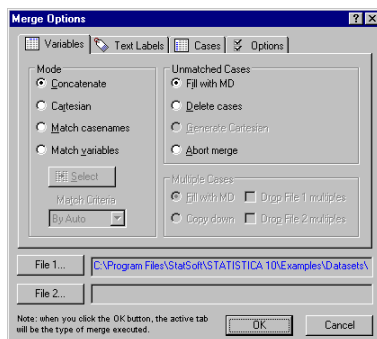 Merge Options
Variables Text Labels Cases Options
Mode
Concatenate
Cartesian
Match casenames
Match variables
Select
Match Criteria
By Auto
Unmatched Cases
Fill with MD
Delete cases
Generate Cartesian
Abort merge
Multiple Cases
Fill with MD Drop File 1 multiples
Copy down Drop File 2 multiples
File 1... C:\Program Files\StatSoft\STATISTICA 10\Examples\Datasets\
File 2...
Note: when you click the OK button, the active tab
will be the type of merge executed.
OK Cancel